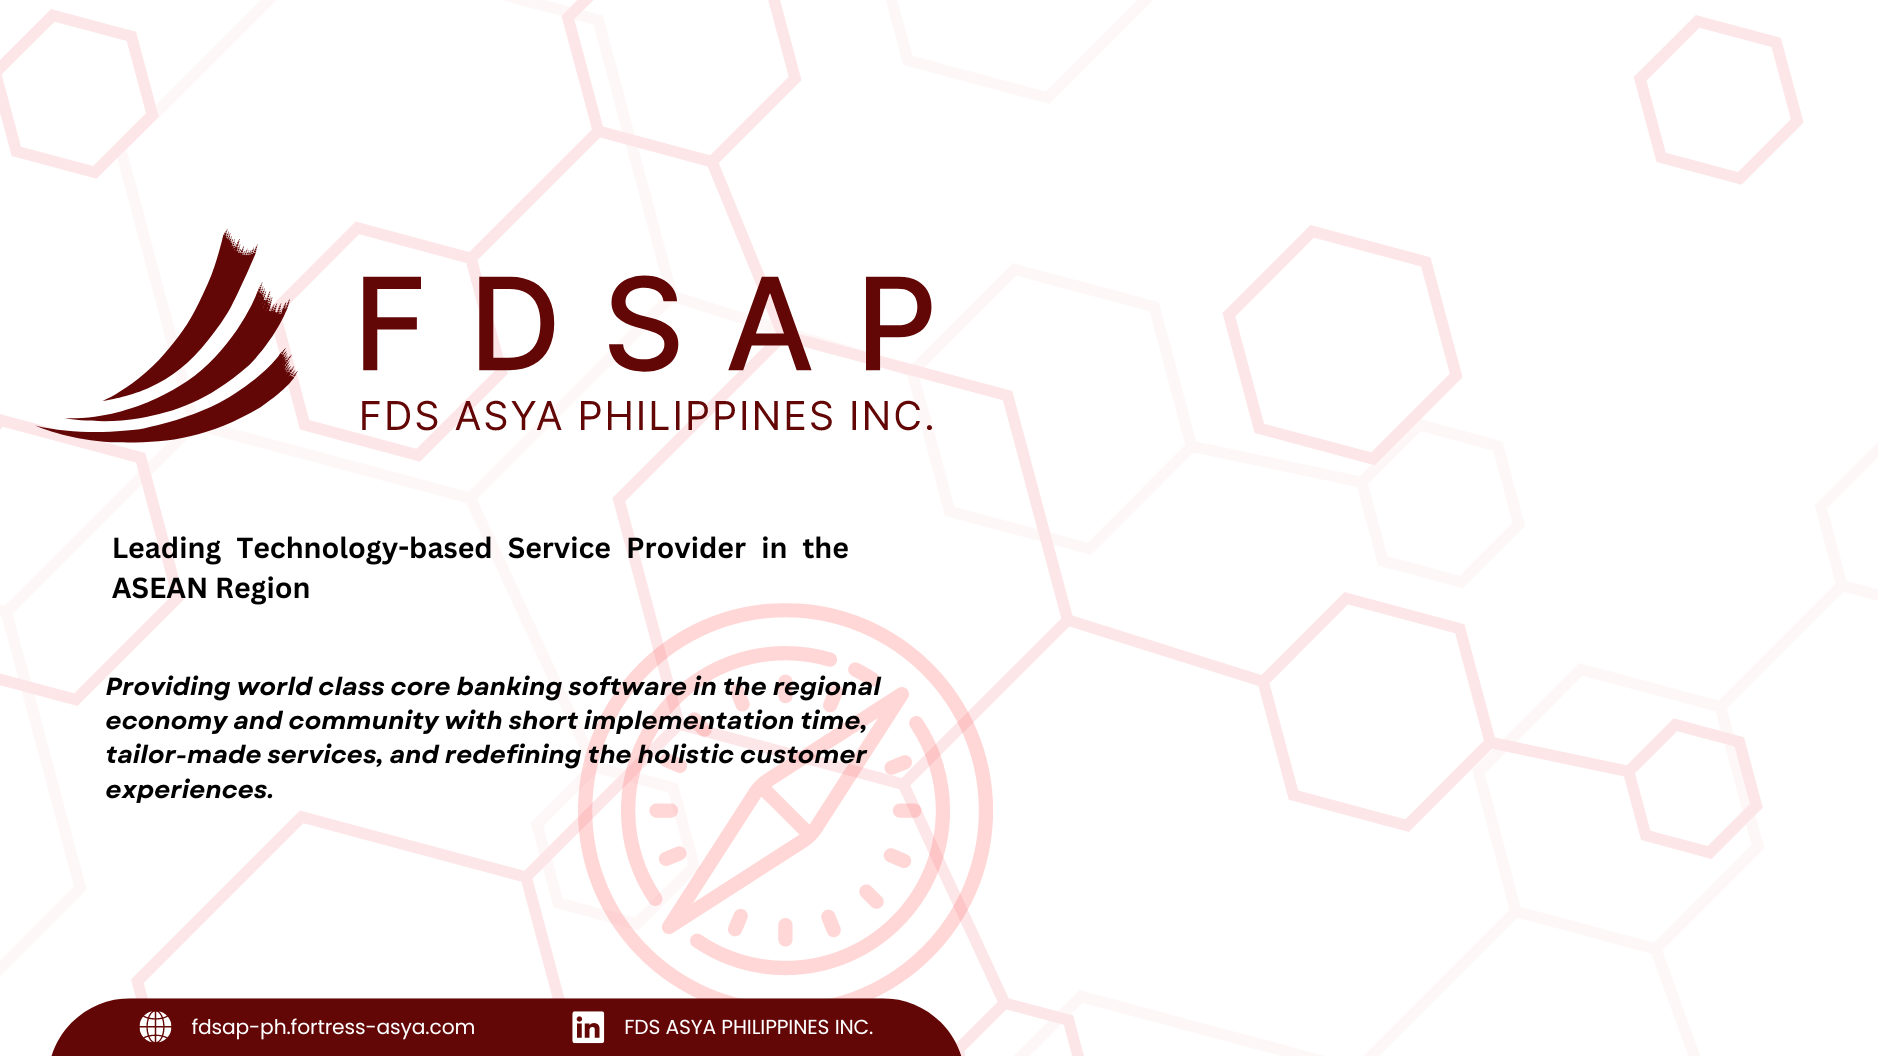 F D S A P
FDS ASYA PHILIPPINES INC.
Leading Technology-based Service Provider in the
ASEAN Region
Providing world class core banking software in the regional
economy and community with short implementation time,
tailor-made services, and redefining the holistic customer
experiences.
fdsap-ph.fortress-asya.com
in FDS ASYA PHILIPPINES INC.